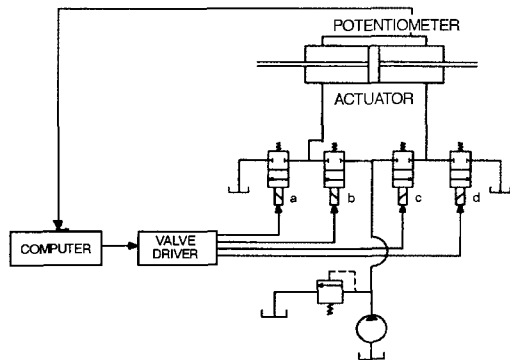 POTENTIOMETER
ACTUATOR
a
b
c
d
COMPUTER
VALVE
DRIVER